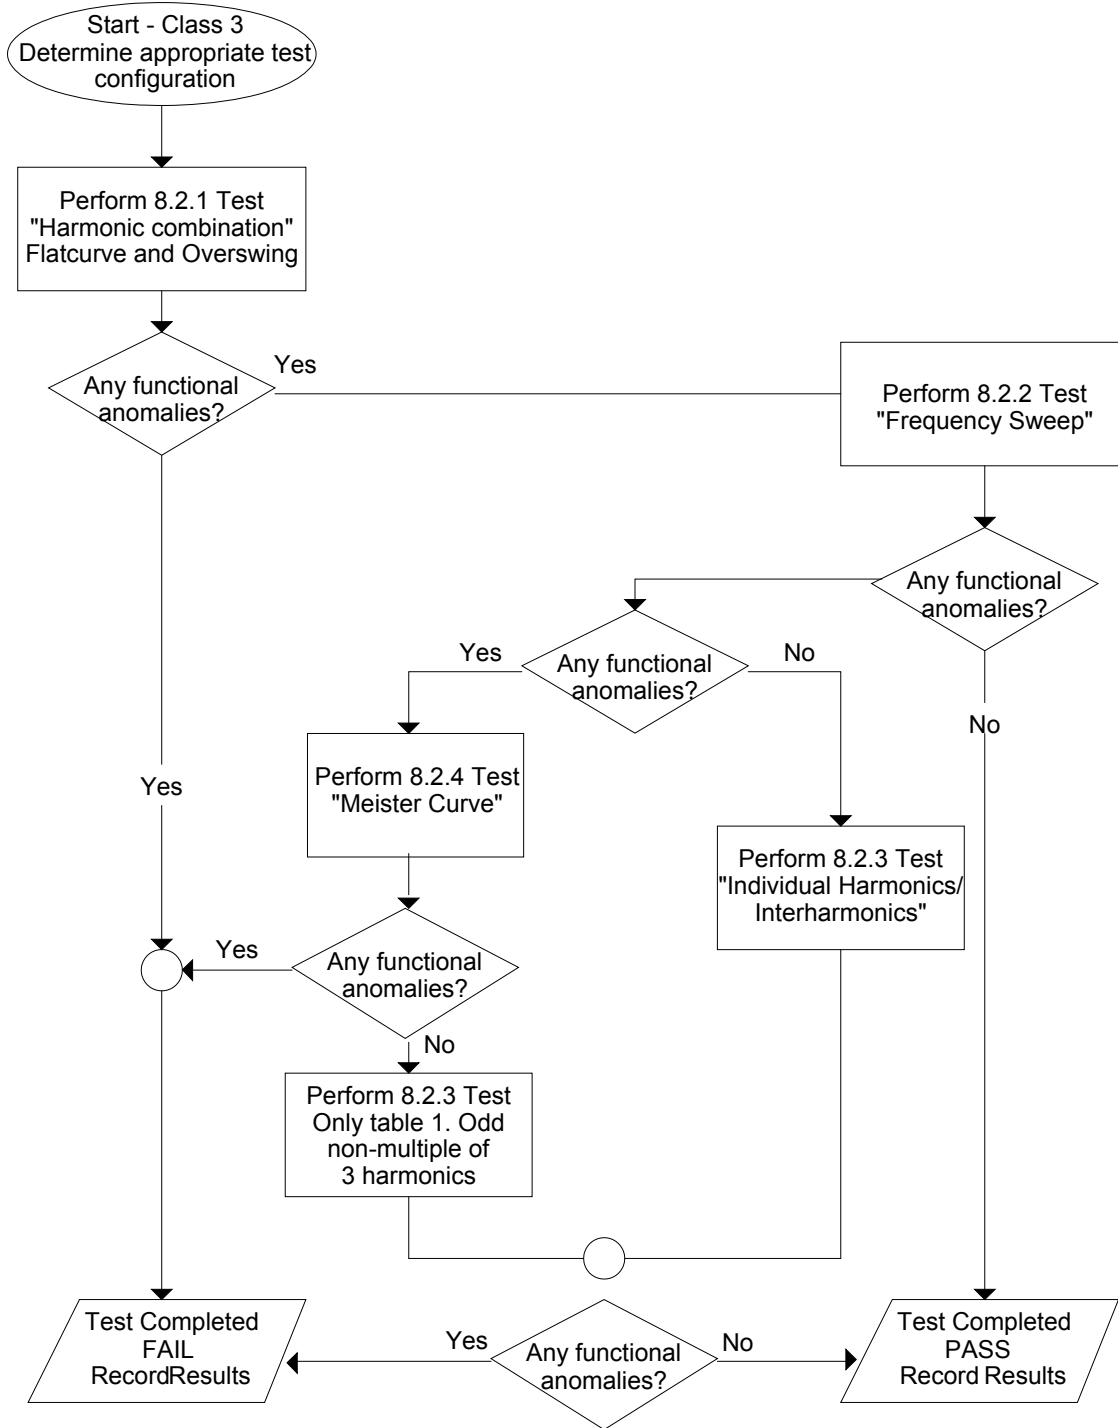 Start - Class 3
Determine appropriate test
configuration
Perform 8.2.1 Test
"Harmonic combination"
Flatcurve and Overswing
Any functional
anomalies?
Yes
Perform 8.2.2 Test
"Frequency Sweep"
Any functional
anomalies?
Yes
Any functional
anomalies?
No
No
Yes
Perform 8.2.4 Test
"Meister Curve"
Perform 8.2.3 Test
"Individual Harmonics/
Interharmonics"
Yes
Any functional
anomalies?
No
Perform 8.2.3 Test
Only table 1. Odd
non-multiple of
3 harmonics
Test Completed
FAIL
RecordResults
Yes
Any functional
anomalies?
No
Test Completed
PASS
Record Results